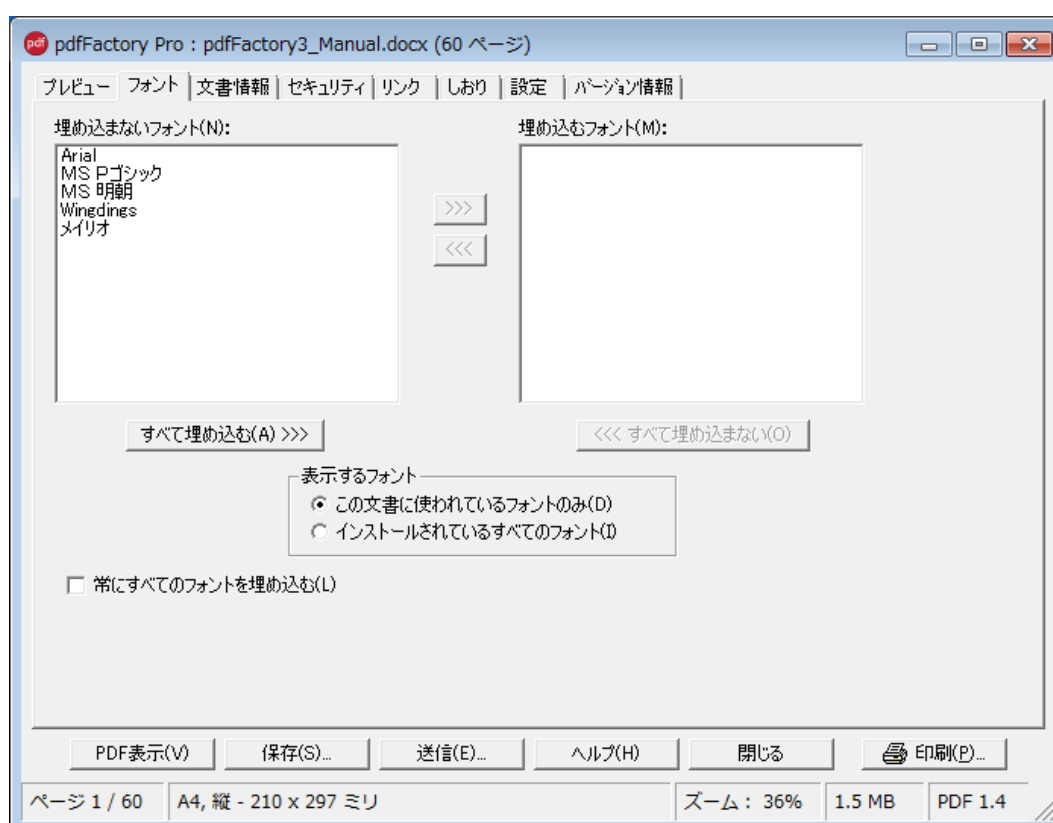 pdf pdfFactory Pro : pdfFactory3_Manual.docx (60 ページ)
プレビュー フォント 文書情報 セキュリティ リンク しおり 設定 バージョン情報
埋め込まないフォント(N): 埋め込むフォント(M):
Arial
MS Pゴシック
MS 明朝
Wingdings
メイリオ
>>>
<<<
すべて埋め込む(A) >>> <<< すべて埋め込まない(O)
表示するフォント
この文書に使われているフォントのみ(D)
インストールされているすべてのフォント(I)
常にすべてのフォントを埋め込む(L)
PDF表示(V) 保存(S)... 送信(E)... ヘルプ(H) 閉じる 印刷(P)...
ページ 1 / 60 A4, 縦 - 210 x 297 ミリ ズーム : 36% 1.5 MB PDF 1.4